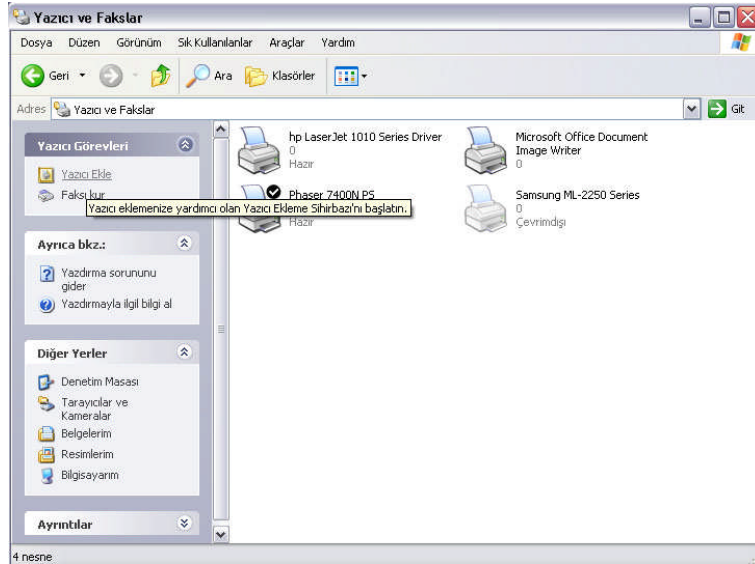 Yazıcı ve Fakslar
Dosya Düzen Görünüm Sık Kullanılanlar Araçlar Yardım
Geri Ara Klasörler
Adres Yazıcı ve Fakslar Git
Yazıcı Görevleri
Yazıcı Ekle
Faksı kur
Yazıcı eklemenize yardımcı olan Yazıcı Ekleme Sihirbazı'nı başlatın.
Ayrıca bkz.:
Yazdırma sorununu
gider
Yazdırmayla ilgili bilgi al
Diğer Yerler
Denetim Masası
Tarayıcılar ve
Kameralar
Belgelerim
Resimlerim
Bilgisayarım
Ayrıntılar
hp LaserJet 1010 Series Driver
0
Hazır
Microsoft Office Document
Image Writer
0
Phaser 7400N PS
Hazır
Samsung ML-2250 Series
0
Çevrimdışı
4 nesne